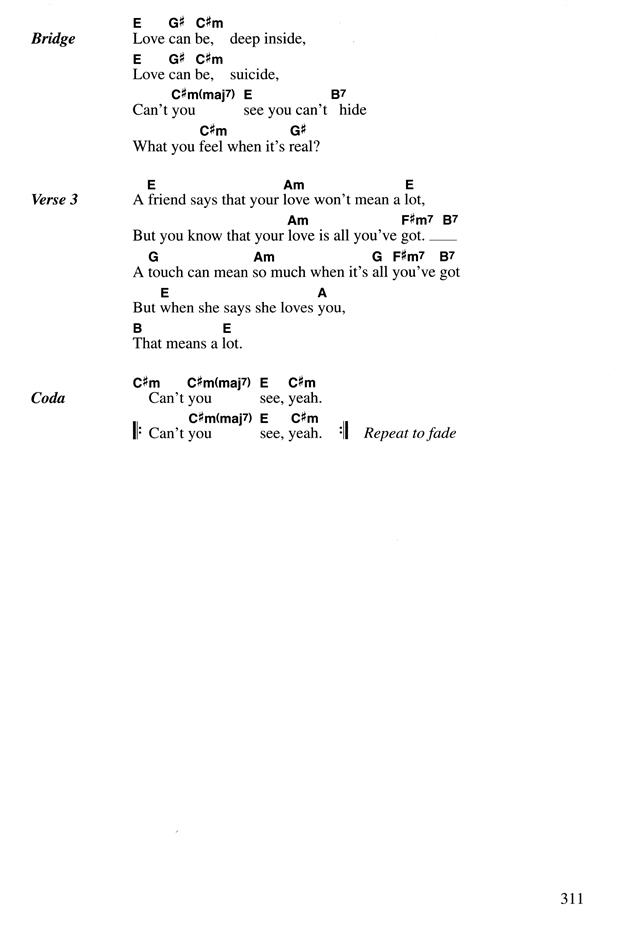 E G♯ C♯m
Bridge Love can be, deep inside,
E G♯ C♯m
Love can be, suicide,
C♯m(maj7) E B7
Can't you see you can't hide
C♯m G♯
What you feel when it's real?
E Am E
Verse 3 A friend says that your love won't mean a lot,
Am F♯m7 B7
But you know that your love is all you've got. ___
G Am G F♯m7 B7
A touch can mean so much when it's all you've got
E A
But when she says she loves you,
B E
That means a lot.
C♯m C♯m(maj7) E C♯m
Coda Can't you see, yeah.
C♯m(maj7) E C♯m
‖: Can't you see, yeah. :‖ Repeat to fade
311